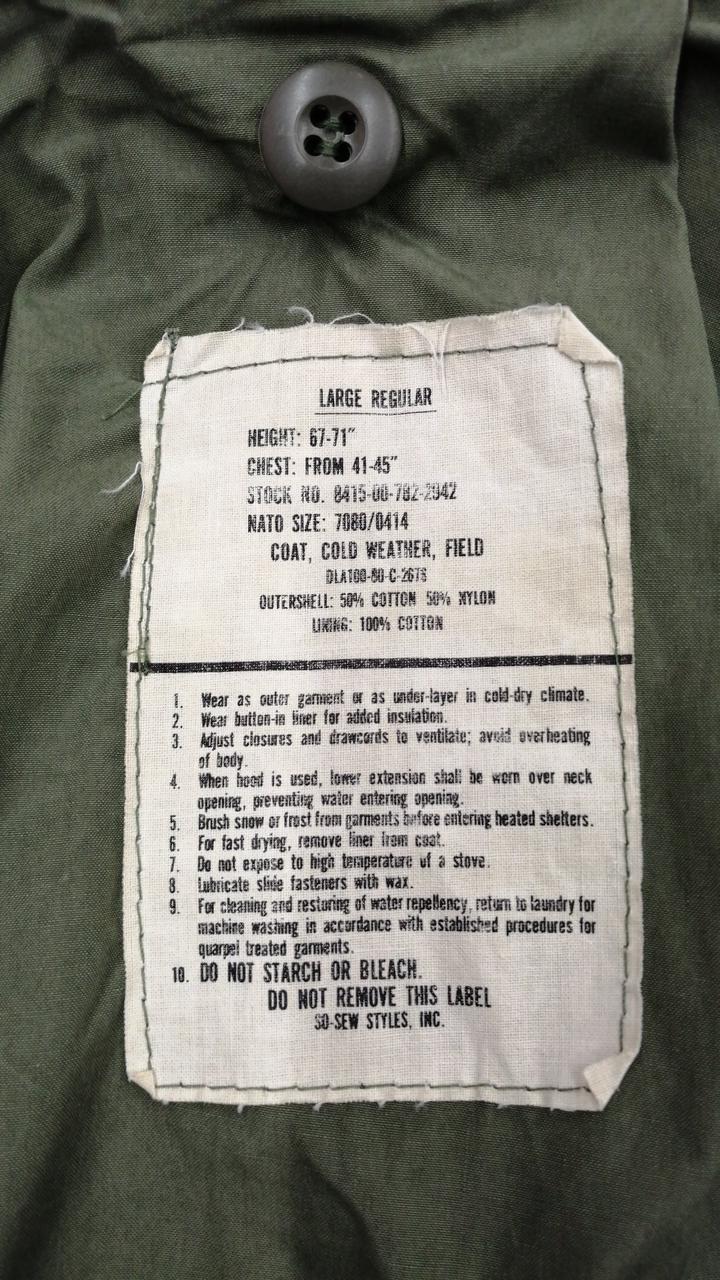 LARGE REGULAR
HEIGHT: 67-71"
CHEST: FROM 41-45"
STOCK NO. 8415-00-782-2942
NATO SIZE: 7080/0414
COAT, COLD WEATHER, FIELD
DLA100-80-C-2678
OUTERSHELL: 50% COTTON 50% NYLON
LINING: 100% COTTON
1. Wear as outer garment or as under-layer in cold-dry climate.
2. Wear button-in liner for added insulation.
3. Adjust closures and drawcords to ventilate; avoid overheating
of body.
4. When hood is used, lower extension shall be worn over neck
opening, preventing water entering opening.
5. Brush snow or frost from garments before entering heated shelters.
6. For fast drying, remove liner from coat.
7. Do not expose to high temperature of a stove.
8. Lubricate slide fasteners with wax.
9. For cleaning and restoring of water repellency, return to laundry for
machine washing in accordance with established procedures for
quarpel treated garments.
10. DO NOT STARCH OR BLEACH.
DO NOT REMOVE THIS LABEL
SO-SEW STYLES, INC.